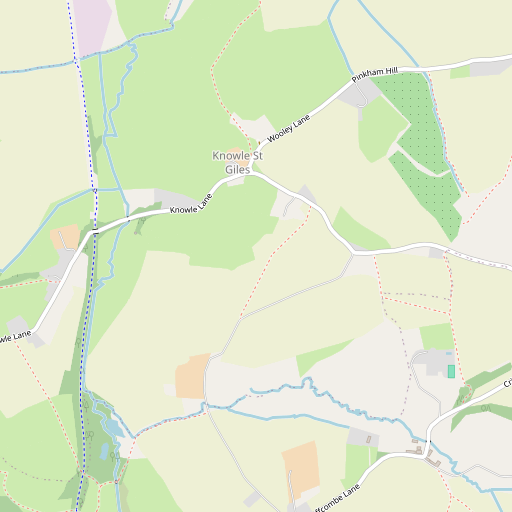 Pinkham Hill
Wooley Lane
Knowle St
Giles
Knowle Lane
wle Lane
Cr
ffcombe Lane